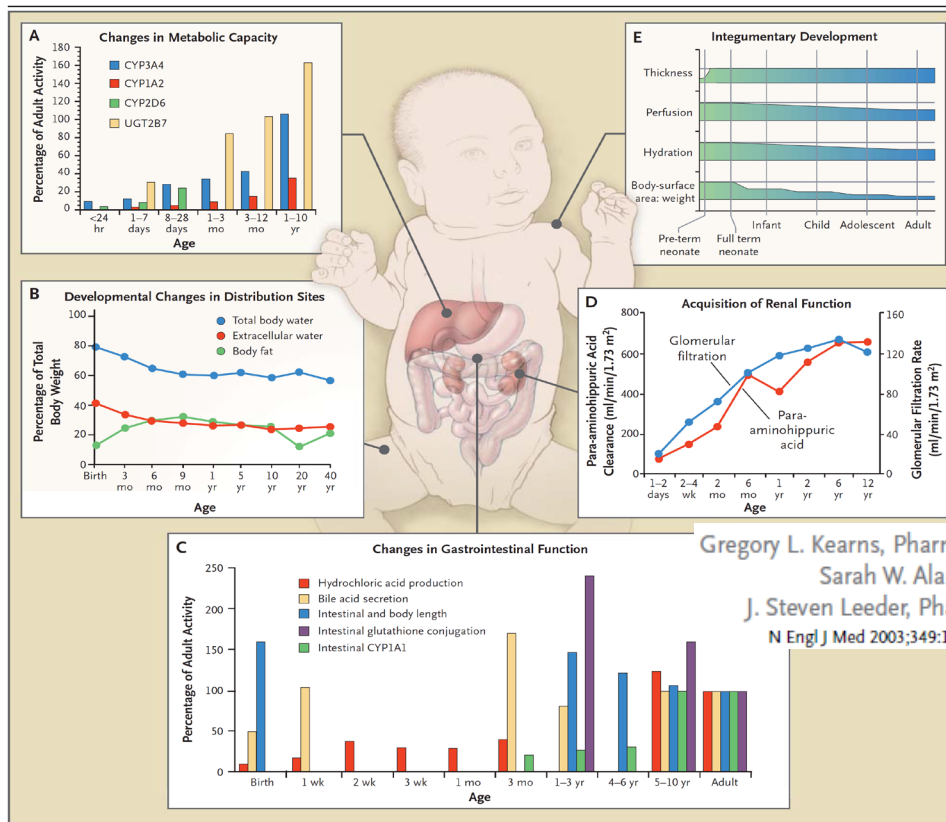 A
Changes in Metabolic Capacity
Percentage of Adult Activity
180
160
140
120
100
80
60
40
20
0
CYP3A4
CYP1A2
CYP2D6
UGT2B7
<24 hr
1–7 days
8–28 days
1–3 mo
3–12 mo
1–10 yr
Age
E
Integumentary Development
Thickness
Perfusion
Hydration
Body-surface
area: weight
Infant
Child
Adolescent
Adult
Pre-term
neonate
Full term
neonate
B
Developmental Changes in Distribution Sites
Percentage of Total
Body Weight
100
80
60
40
20
0
Total body water
Extracellular water
Body fat
Birth
3 mo
6 mo
9 mo
1 yr
5 yr
10 yr
20 yr
40 yr
Age
D
Acquisition of Renal Function
Para-aminohippuric Acid
Clearance (ml/min/1.73 m²)
800
600
400
200
0
Glomerular
filtration
Para-
aminohippuric
acid
160
120
80
40
0
Glomerular Filtration Rate
(ml/min/1.73 m²)
1–2 days
2–4 wk
2 mo
6 mo
1 yr
2 yr
6 yr
12 yr
Age
C
Changes in Gastrointestinal Function
Percentage of Adult Activity
250
200
150
100
50
0
Hydrochloric acid production
Bile acid secretion
Intestinal and body length
Intestinal glutathione conjugation
Intestinal CYP1A1
Birth
1 wk
2 wk
3 wk
1 mo
3 mo
1–3 yr
4–6 yr
5–10 yr
Adult
Age
Gregory L. Kearns,
Sarah W.
J. Steven Leeder,
N Engl J Med 2003;349:1